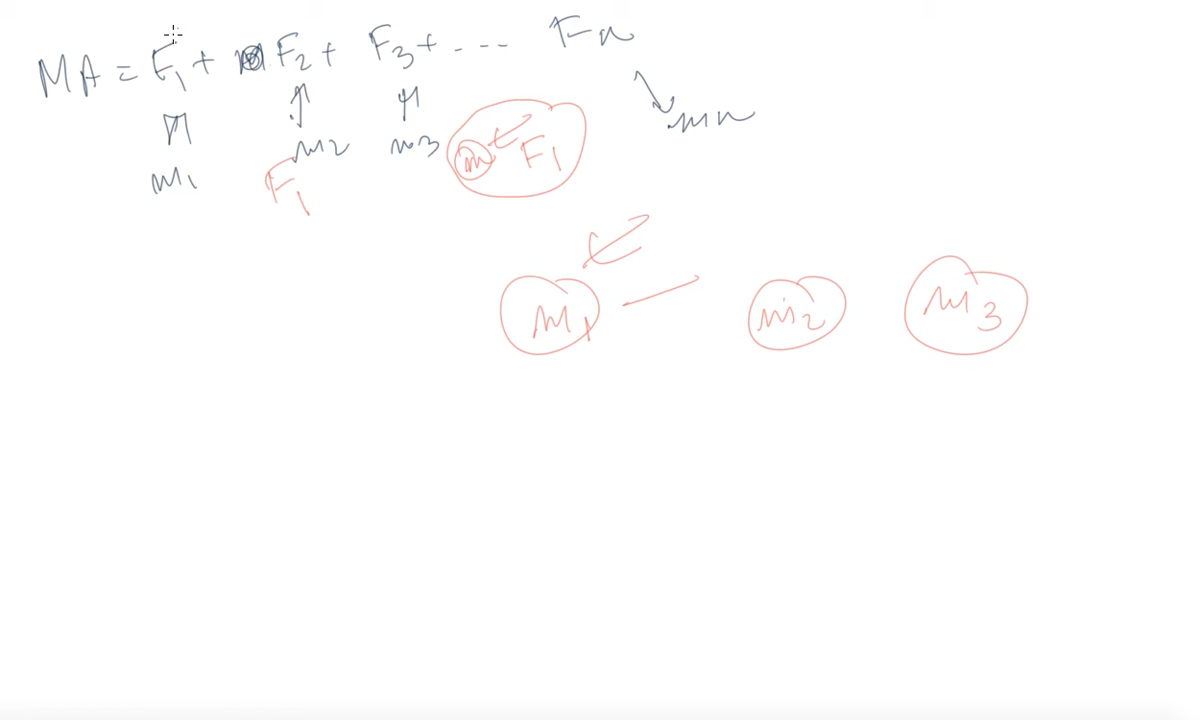 MA = F1 + F2 + F3 + ---- Fn
m1 m2 m3 mn
F1 m F1
m1 m2 m3